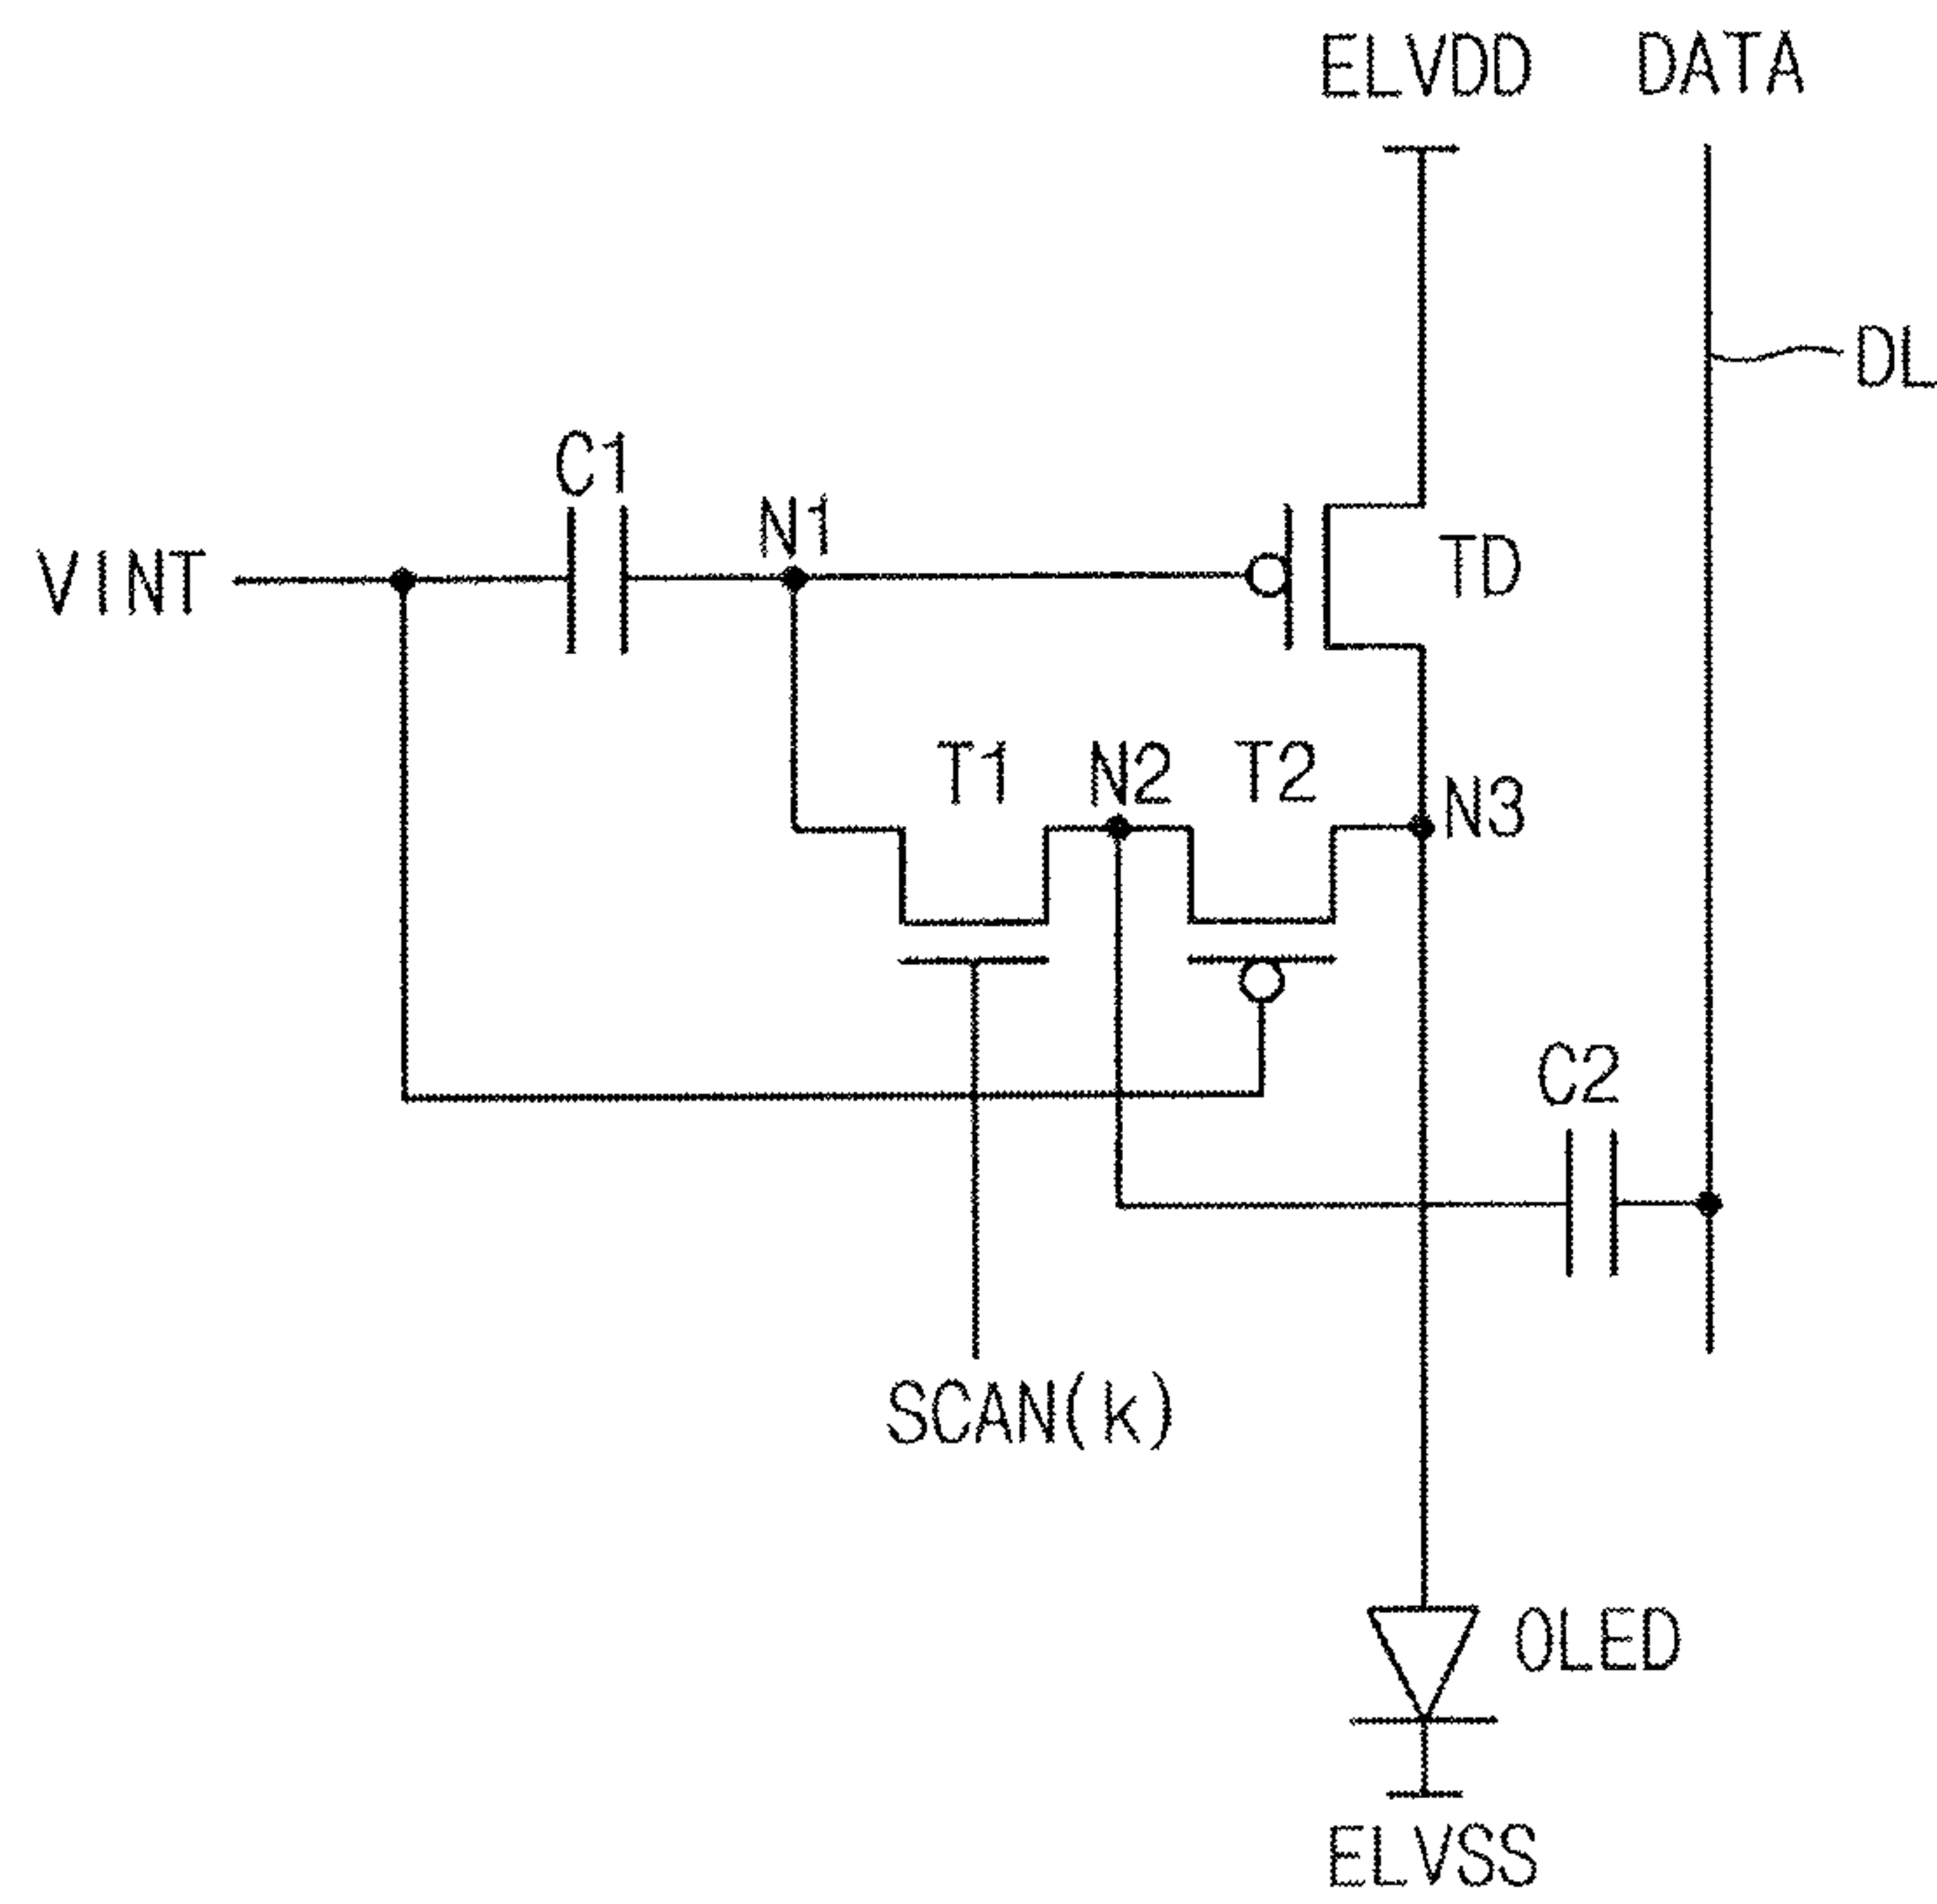 ELVDD
DATA
DL
C1
N1
VINT
TD
T1
N2
T2
N3
C2
SCAN(k)
OLED
ELVSS